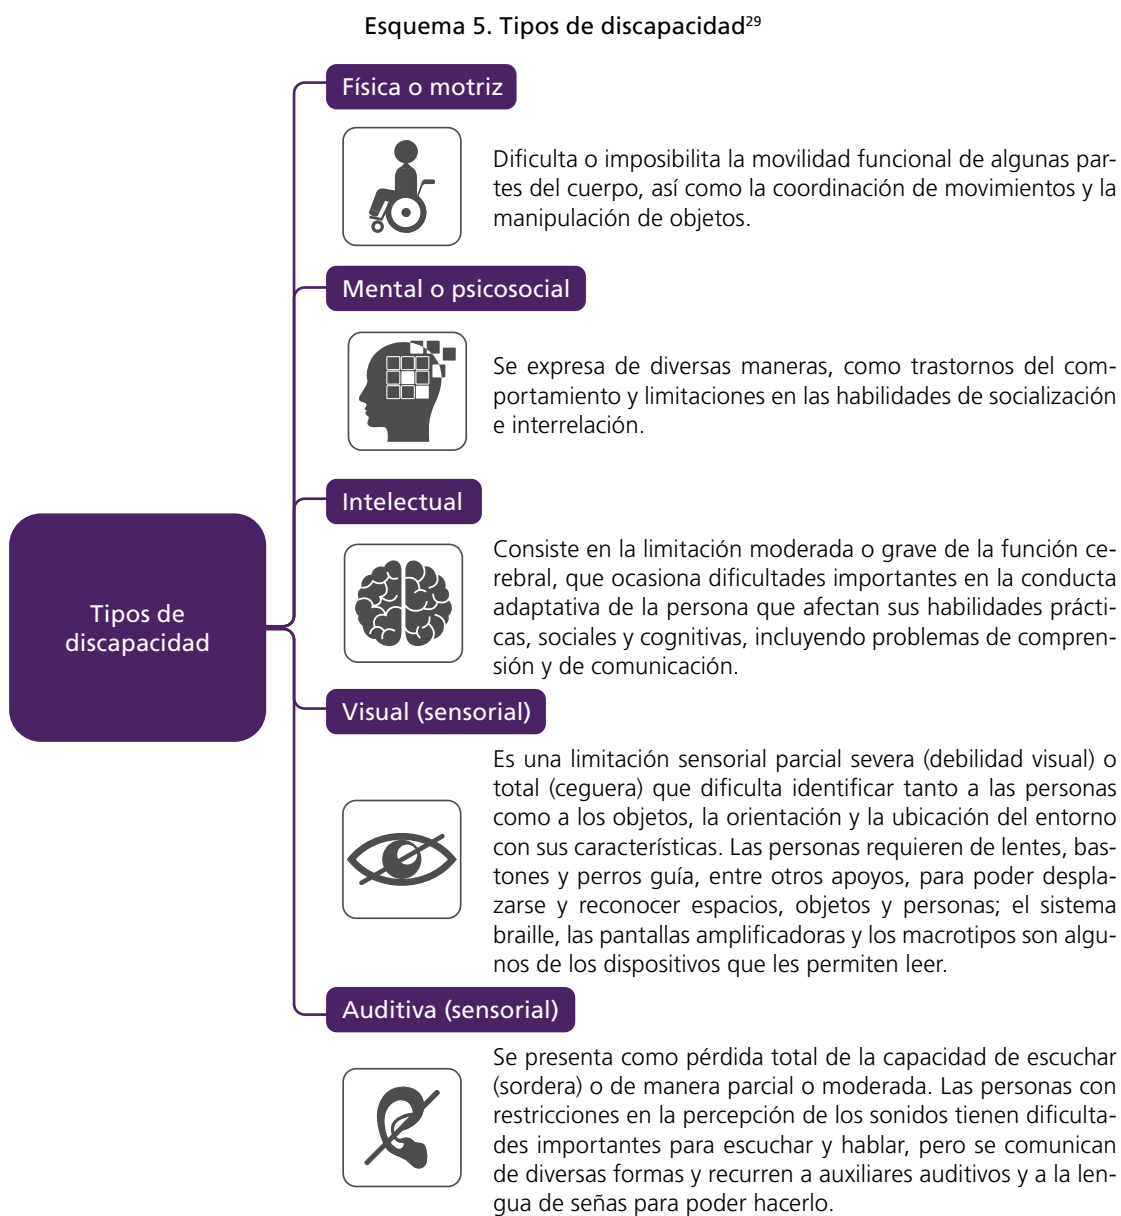 Esquema 5. Tipos de discapacidad²⁹
Física o motriz
Dificulta o imposibilita la movilidad funcional de algunas par-
tes del cuerpo, así como la coordinación de movimientos y la
manipulación de objetos.
Mental o psicosocial
Se expresa de diversas maneras, como trastornos del com-
portamiento y limitaciones en las habilidades de socialización
e interrelación.
Intelectual
Consiste en la limitación moderada o grave de la función ce-
rebral, que ocasiona dificultades importantes en la conducta
adaptativa de la persona que afectan sus habilidades prácti-
cas, sociales y cognitivas, incluyendo problemas de compren-
sión y de comunicación.
Tipos de
discapacidad
Visual (sensorial)
Es una limitación sensorial parcial severa (debilidad visual) o
total (ceguera) que dificulta identificar tanto a las personas
como a los objetos, la orientación y la ubicación del entorno
con sus características. Las personas requieren de lentes, bas-
tones y perros guía, entre otros apoyos, para poder despla-
zarse y reconocer espacios, objetos y personas; el sistema
braille, las pantallas amplificadoras y los macrotipos son algu-
nos de los dispositivos que les permiten leer.
Auditiva (sensorial)
Se presenta como pérdida total de la capacidad de escuchar
(sordera) o de manera parcial o moderada. Las personas con
restricciones en la percepción de los sonidos tienen dificulta-
des importantes para escuchar y hablar, pero se comunican
de diversas formas y recurren a auxiliares auditivos y a la len-
gua de señas para poder hacerlo.